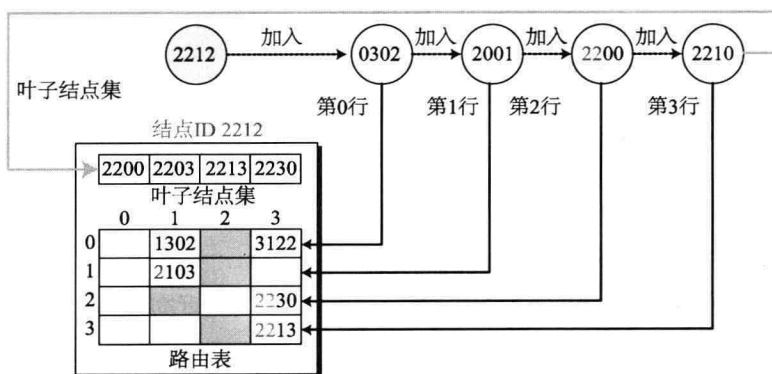 2212 加入 0302 加入 2001 加入 2200 加入 2210
叶子结点集
第0行 第1行 第2行 第3行
结点ID 2212
2200 2203 2213 2230
叶子结点集
0 1 2 3
0 1302 3122
1 2103
2 2230
3 2213
路由表